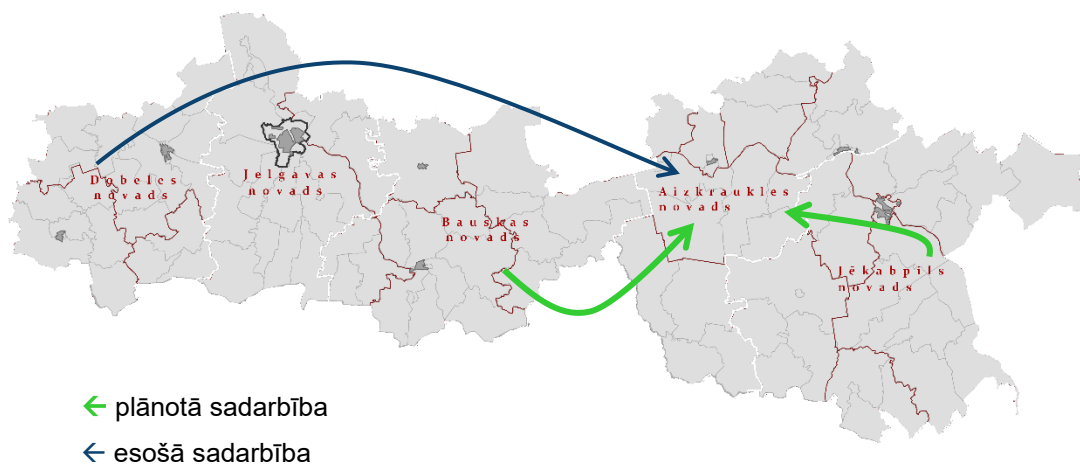 Dobeles
novads
Jelgavas
novads
Bauskas
novads
Aizkraukles
novads
Jēkabpils
novads
plānotā sadarbība
esošā sadarbība